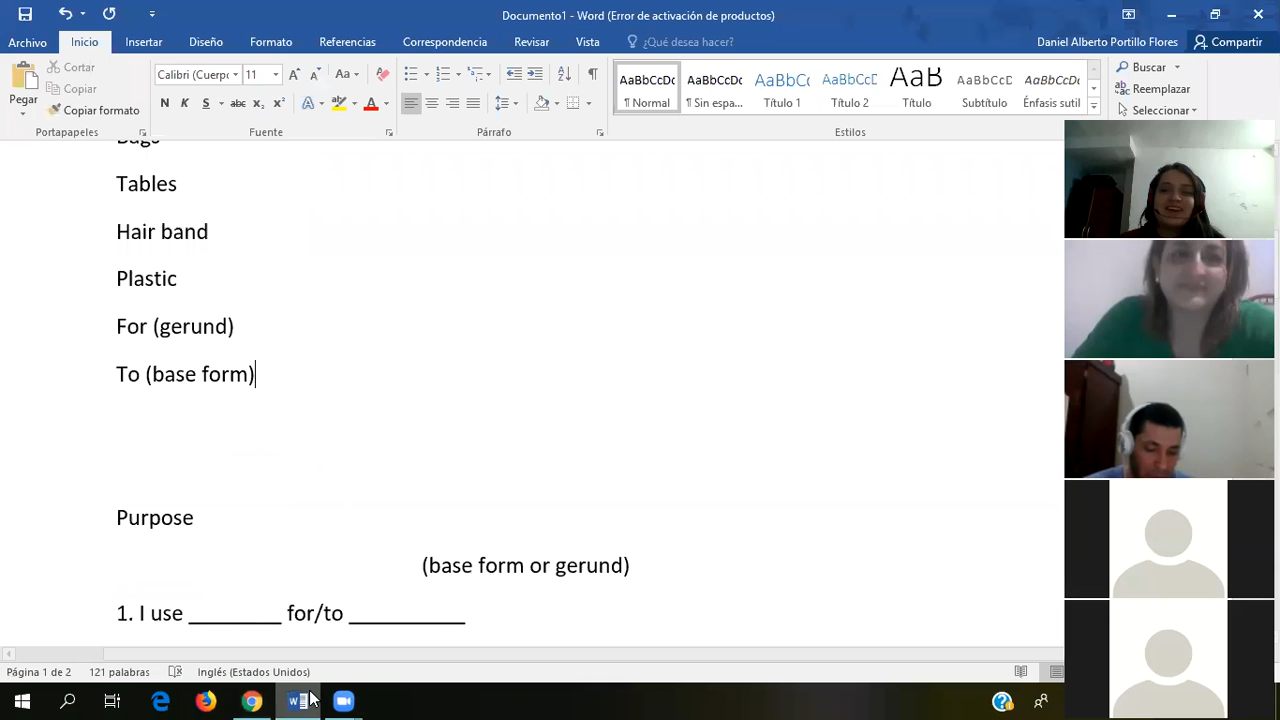 Documento1 - Word (Error de activación de productos)
Archivo Inicio Insertar Diseño Formato Referencias Correspondencia Revisar Vista ¿Qué desea hacer? Daniel Alberto Portillo Flores Compartir
Pegar
Cortar
Copiar
Copiar formato
Portapapeles
Calibri (Cuerpo 11 Aa
N K S abc x₂ x² A ab A
Fuente
Párrafo
AaBbCcDc AaBbCcDc AaBbCc AaBbCcD AaB AaBbCcD AaBbCcDc
¶ Normal ¶ Sin espa... Título 1 Título 2 Título Subtítulo Énfasis sutil
Estilos
Buscar
Reemplazar
Seleccionar
Bags
Tables
Hair band
Plastic
For (gerund)
To (base form)
Purpose
(base form or gerund)
1. I use ________ for/to __________
Página 1 de 2 121 palabras Inglés (Estados Unidos)